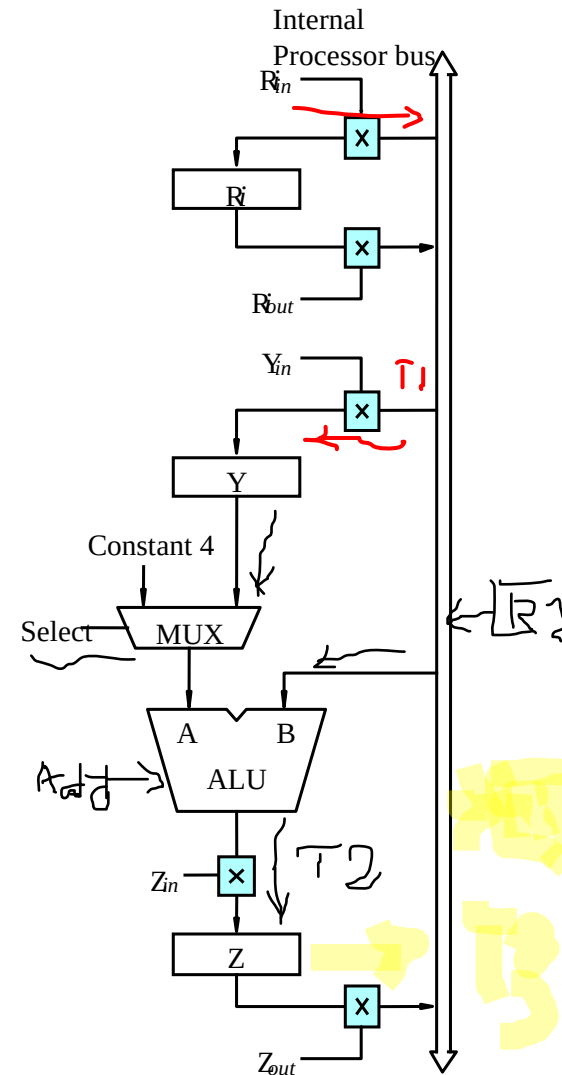 Internal
Processor bus
Riin
Ri
Riout
Yin
T1
Y
Constant 4
Select
MUX
A B
ALU
Add
T2
Zin
Z
Zout